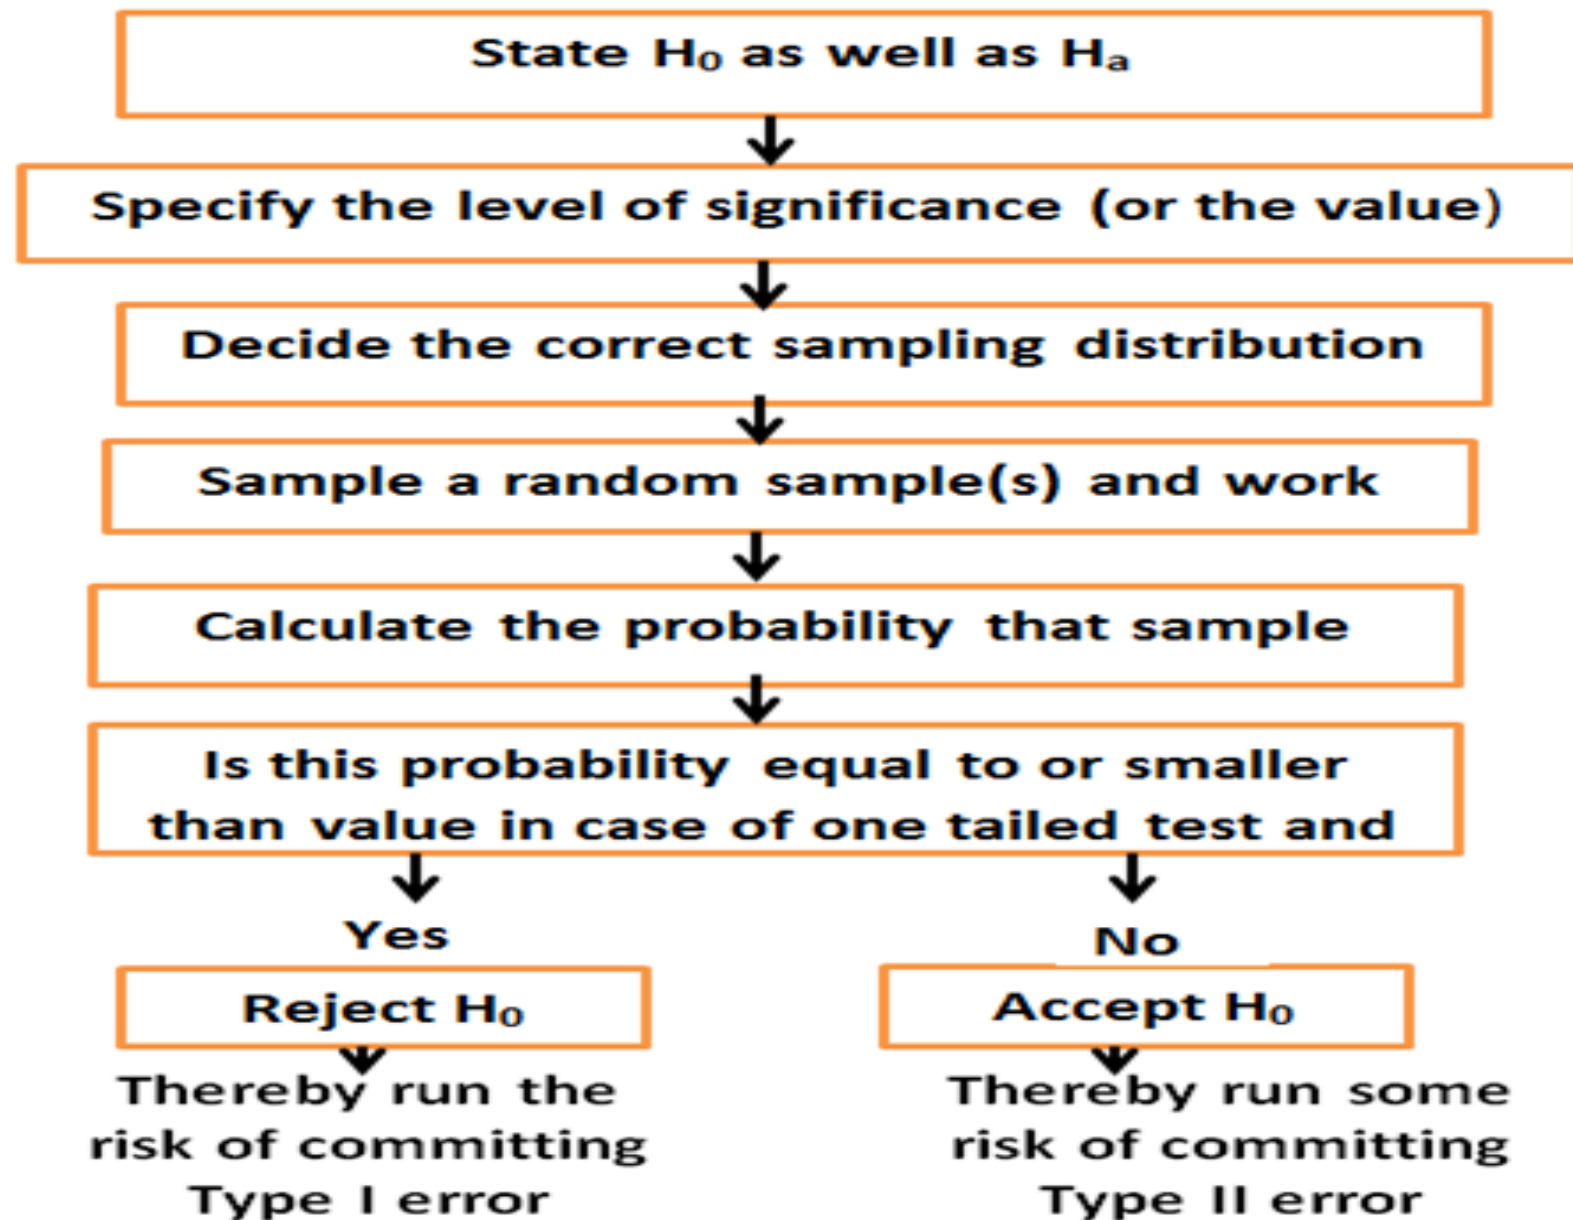 State H₀ as well as Hₐ
Specify the level of significance (or the value)
Decide the correct sampling distribution
Sample a random sample(s) and work
Calculate the probability that sample
Is this probability equal to or smaller
than value in case of one tailed test and
Yes
No
Reject H₀
Accept H₀
Thereby run the
risk of committing
Type I error
Thereby run some
risk of committing
Type II error